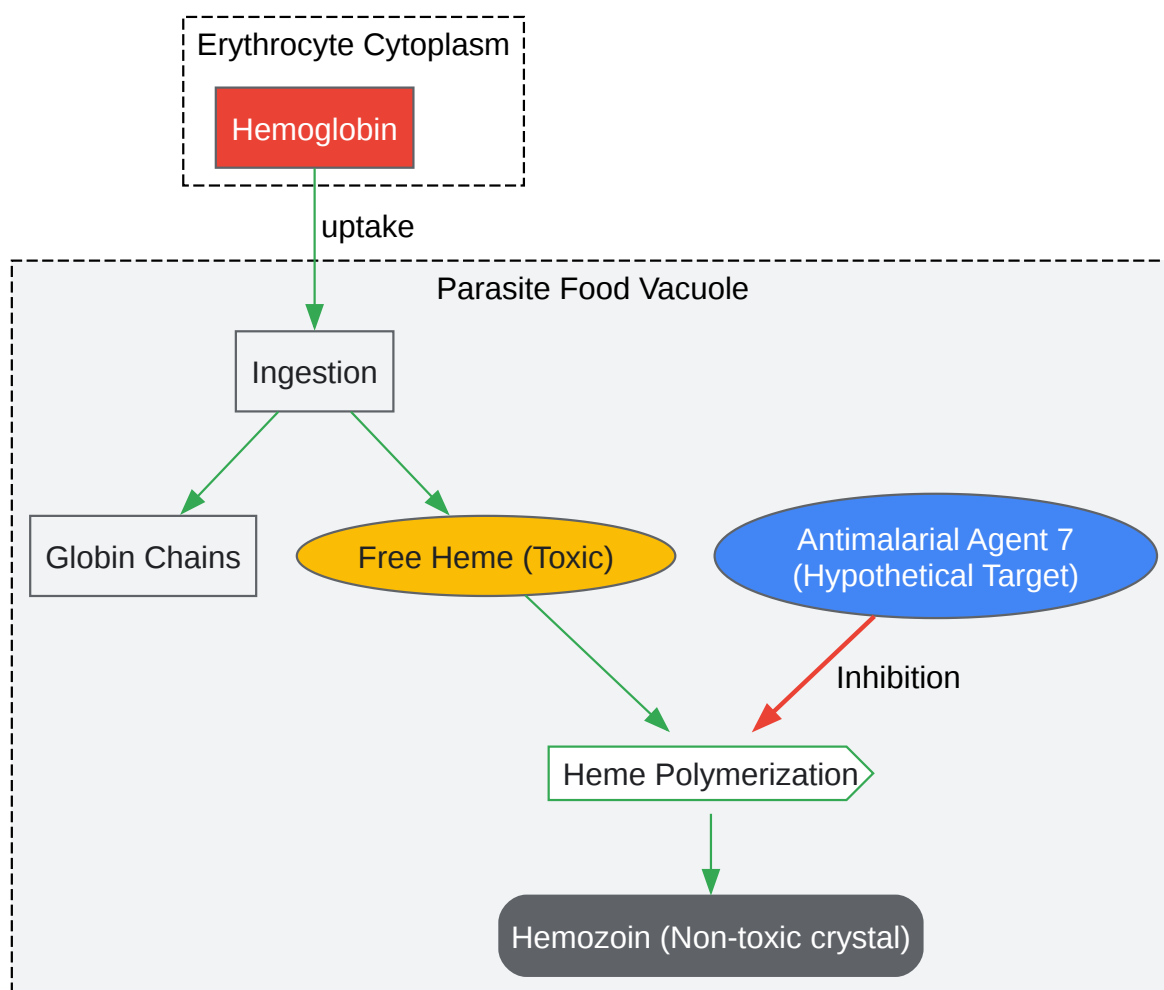 Erythrocyte Cytoplasm
Hemoglobin
uptake
Parasite Food Vacuole
Ingestion
Globin Chains
Free Heme (Toxic)
Antimalarial Agent 7
(Hypothetical Target)
Inhibition
Heme Polymerization
Hemozoin (Non-toxic crystal)